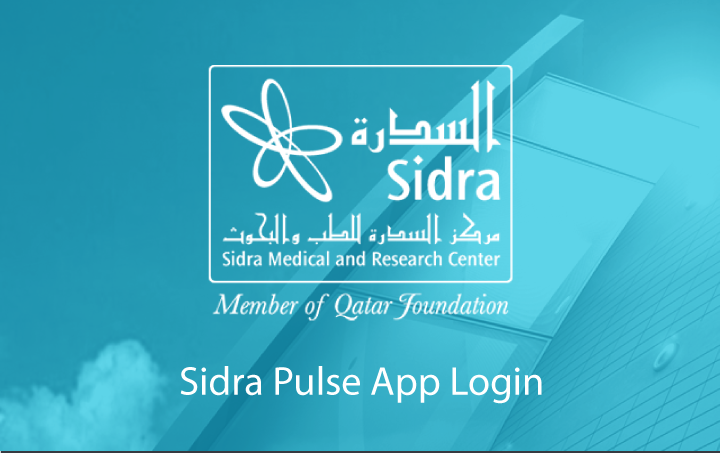 السدرة
Sidra
مركز السدرة للطب والبحوث
Sidra Medical and Research Center
Member of Qatar Foundation
Sidra Pulse App Login